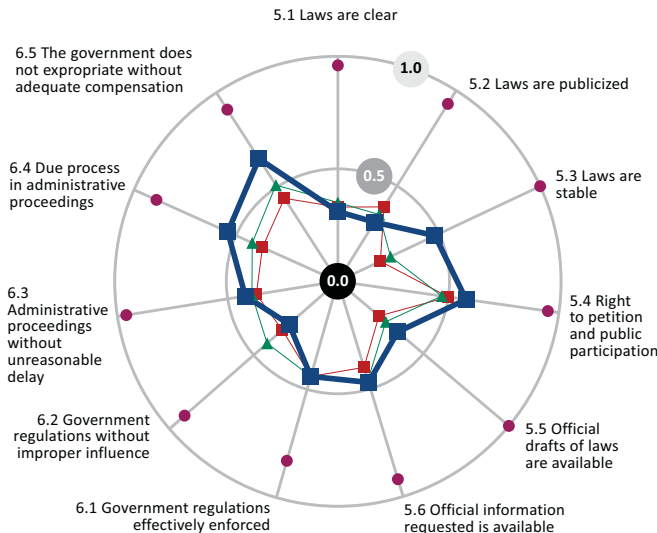 5.1 Laws are clear
1.0
5.2 Laws are publicized
5.3 Laws are
stable
5.4 Right
to petition
and public
participation
5.5 Official
drafts of laws
are available
5.6 Official information
requested is available
6.1 Government regulations
effectively enforced
6.2 Government
regulations without
improper influence
6.3
Administrative
proceedings
without
unreasonable
delay
6.4 Due process
in administrative
proceedings
6.5 The government does
not expropriate without
adequate compensation
0.5
0.0